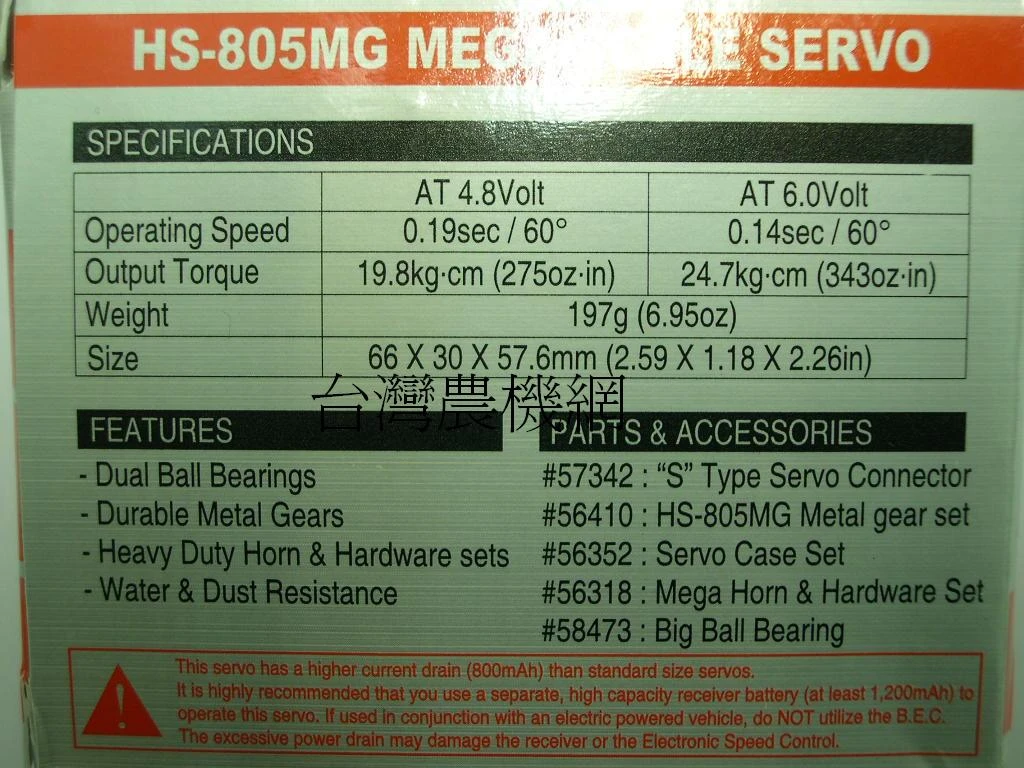 HS-805MG MEG LE SERVO
SPECIFICATIONS
AT 4.8Volt AT 6.0Volt
Operating Speed 0.19sec / 60° 0.14sec / 60°
Output Torque 19.8kg·cm (275oz·in) 24.7kg·cm (343oz·in)
Weight 197g (6.95oz)
Size 66 X 30 X 57.6mm (2.59 X 1.18 X 2.26in)
台灣農機網
FEATURES
- Dual Ball Bearings
- Durable Metal Gears
- Heavy Duty Horn & Hardware sets
- Water & Dust Resistance
PARTS & ACCESSORIES
#57342 : “S” Type Servo Connector
#56410 : HS-805MG Metal gear set
#56352 : Servo Case Set
#56318 : Mega Horn & Hardware Set
#58473 : Big Ball Bearing
This servo has a higher current drain (800mAh) than standard size servos.
It is highly recommended that you use a separate, high capacity receiver battery (at least 1,200mAh) to
operate this servo. If used in conjunction with an electric powered vehicle, do NOT utilize the B.E.C.
The excessive power drain may damage the receiver or the Electronic Speed Control.